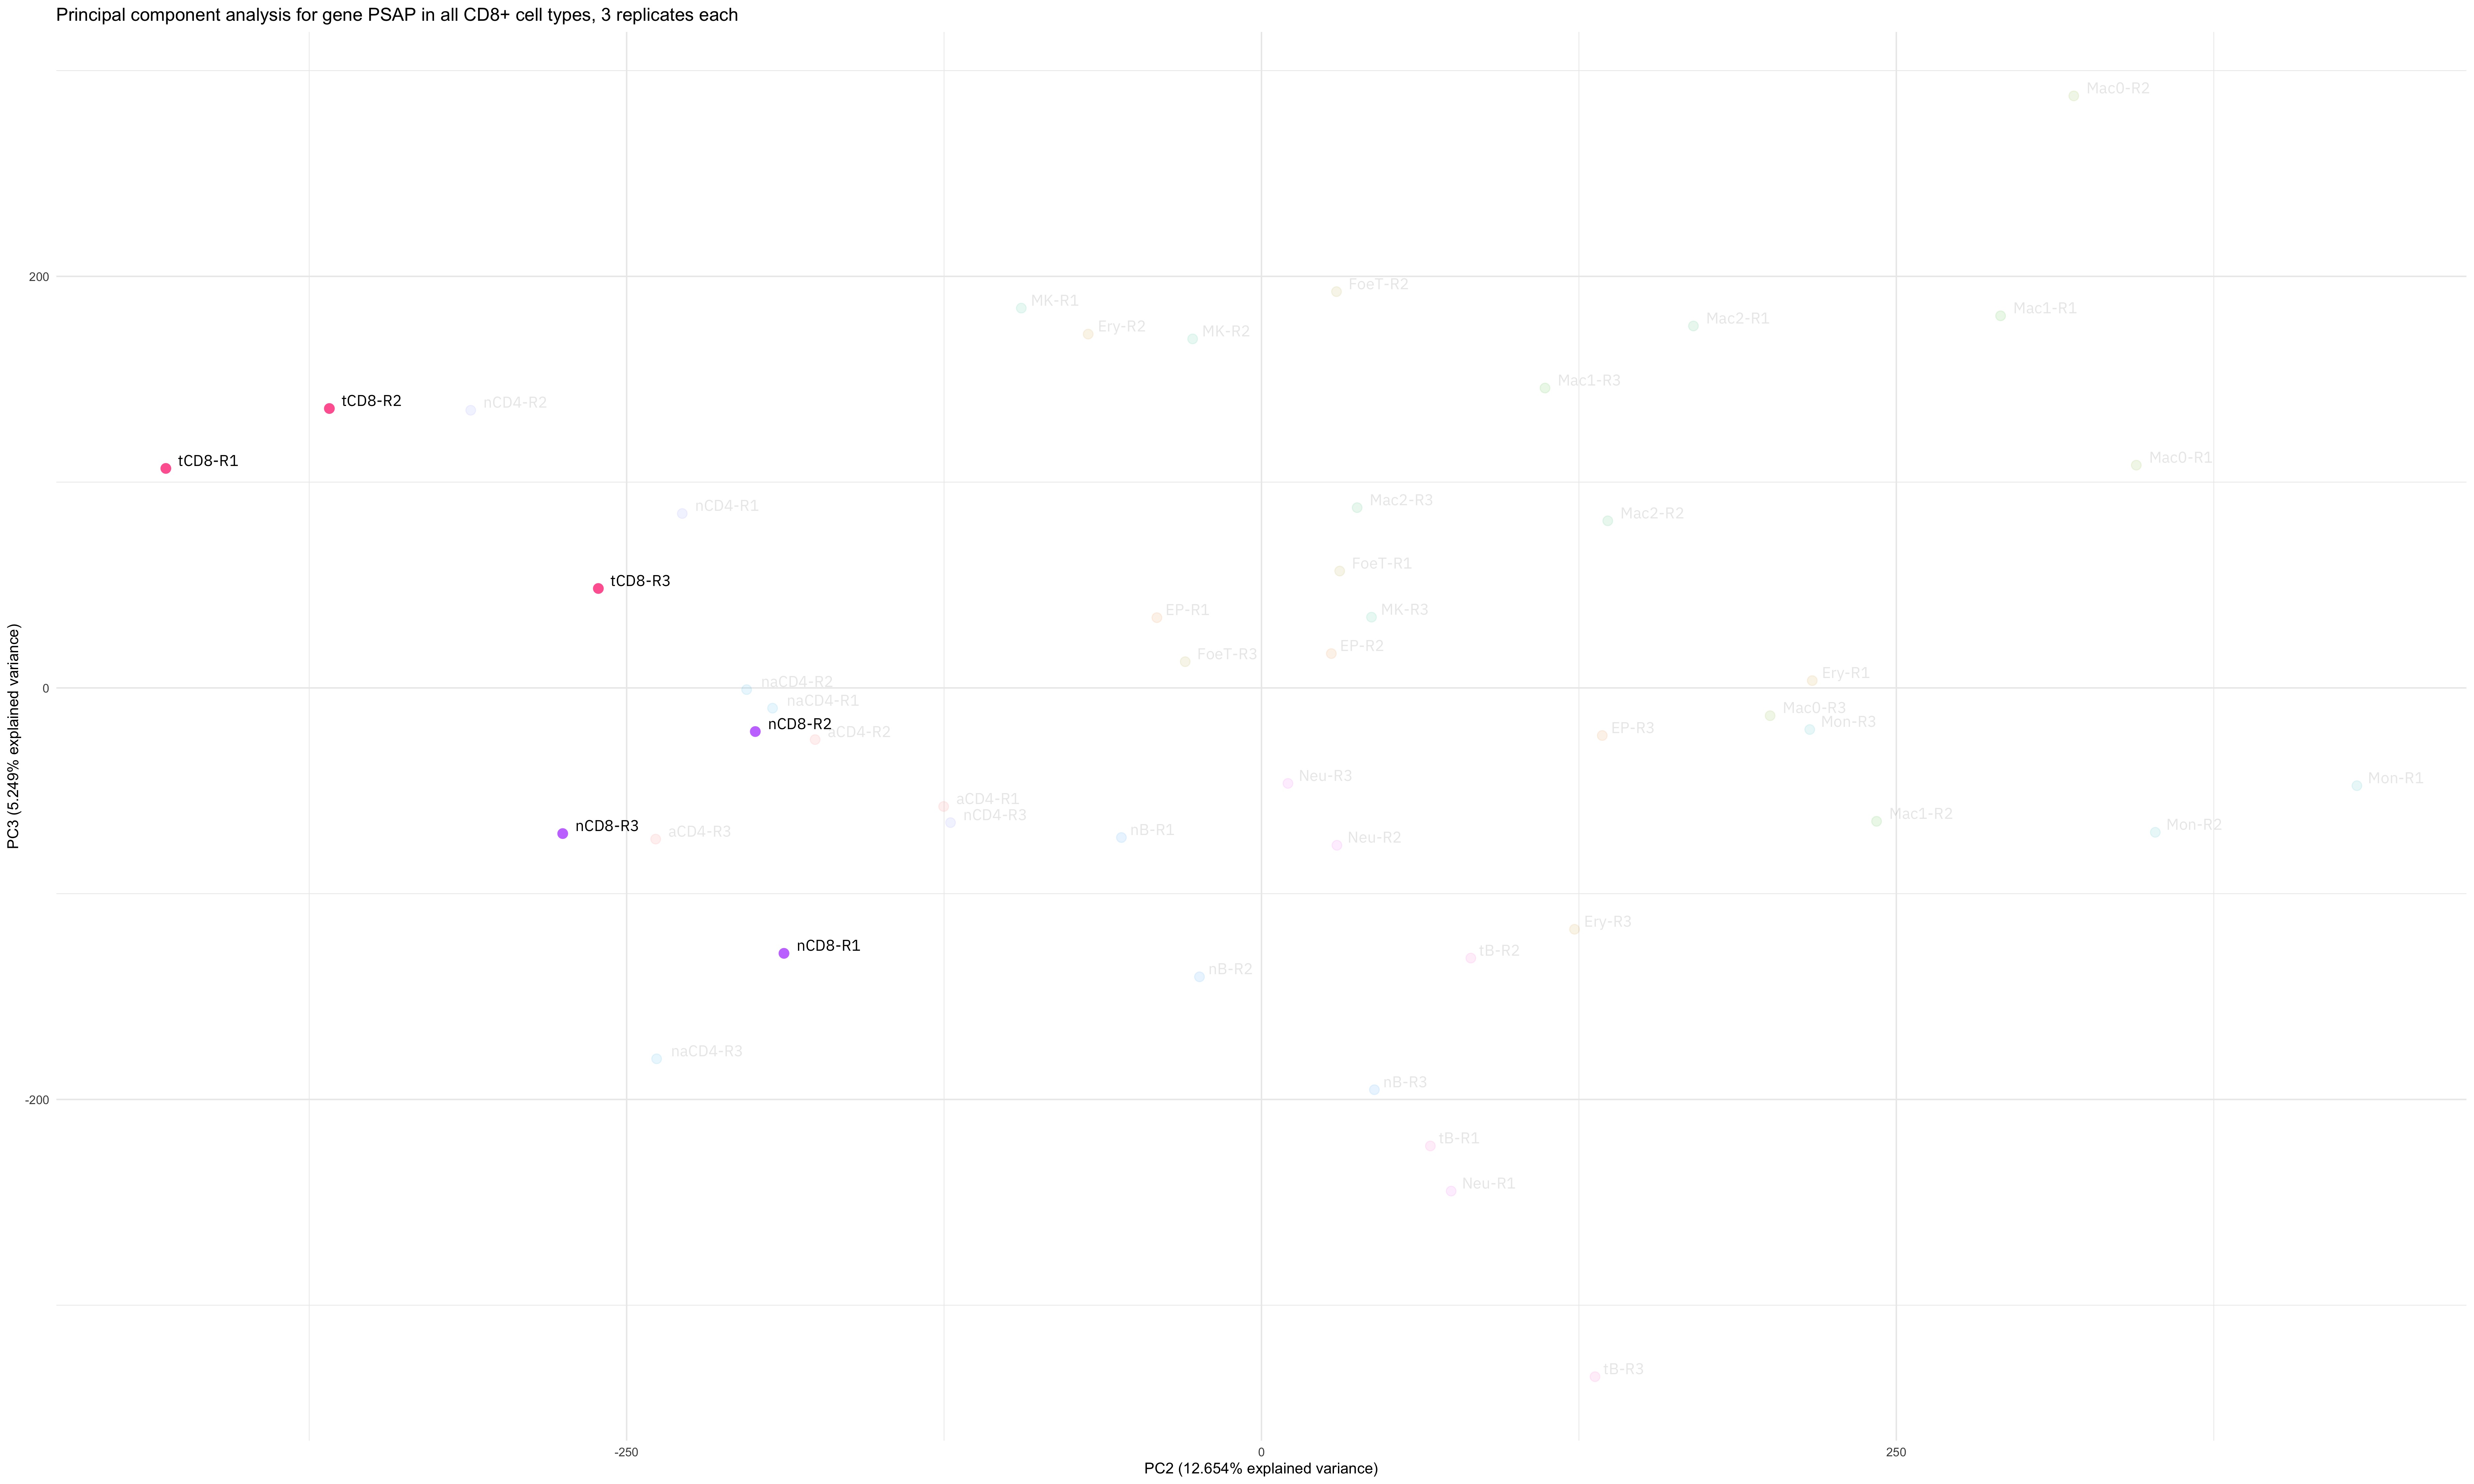 Principal component analysis for gene PSAP in all CD8+ cell types, 3 replicates each
Mac0-R2
200
FoeT-R2
MK-R1
Mac1-R1
Mac2-R1
Ery-R2
MK-R2
Mac1-R3
tCD8-R2
nCD4-R2
tCD8-R1
Mac0-R1
Mac2-R3
nCD4-R1
Mac2-R2
FoeT-R1
tCD8-R3
EP-R1
MK-R3
EP-R2
FoeT-R3
Ery-R1
0
naCD4-R2
naCD4-R1
Mac0-R3
Mon-R3
nCD8-R2
aCD4-R2
EP-R3
PC3 (5.249% explained variance)
Neu-R3
Mon-R1
aCD4-R1
nCD4-R3
Mac1-R2
nCD8-R3
aCD4-R3
nB-R1
Neu-R2
Mon-R2
Ery-R3
nCD8-R1
tB-R2
nB-R2
naCD4-R3
nB-R3
-200
tB-R1
Neu-R1
tB-R3
-250
0
250
PC2 (12.654% explained variance)